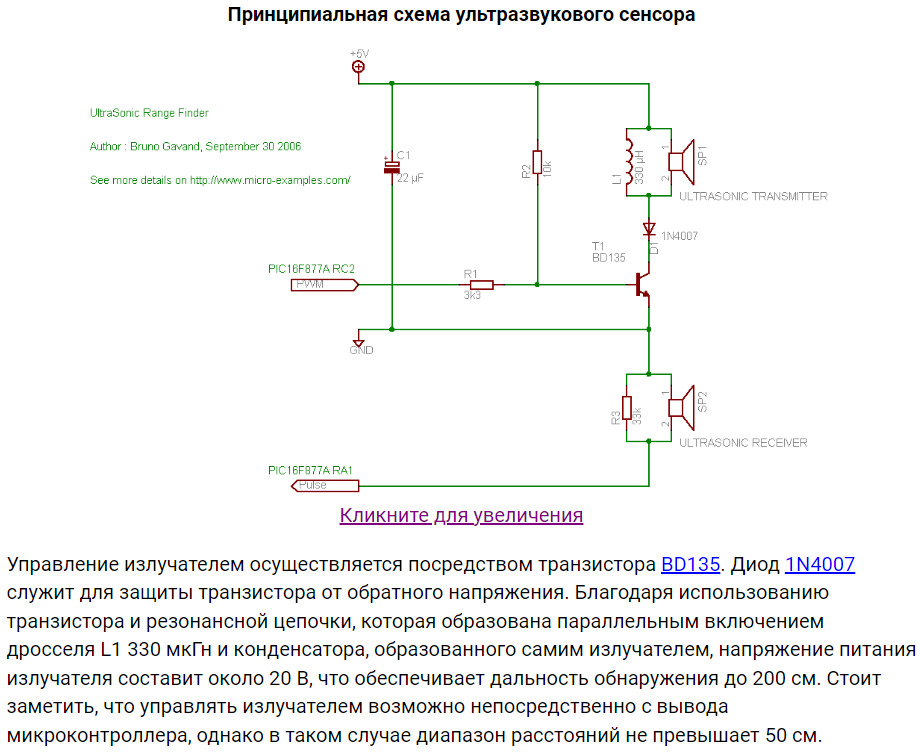 Принципиальная схема ультразвукового сенсора
+5V
UltraSonic Range Finder
Author : Bruno Gavand, September 30 2006
See more details on http://www.micro-examples.com/
C1
22 µF
R2
10k
L1
330 µH
1
2
SP1
ULTRASONIC TRANSMITTER
1N4007
D1
T1
BD135
PIC16F877A RC2
PWM
R1
3k3
GND
R3
33k
1
2
SP2
ULTRASONIC RECEIVER
PIC16F877A RA1
Pulse
Кликните для увеличения
Управление излучателем осуществляется посредством транзистора BD135. Диод 1N4007
служит для защиты транзистора от обратного напряжения. Благодаря использованию
транзистора и резонансной цепочки, которая образована параллельным включением
дросселя L1 330 мкГн и конденсатора, образованного самим излучателем, напряжение питания
излучателя составит около 20 В, что обеспечивает дальность обнаружения до 200 см. Стоит
заметить, что управлять излучателем возможно непосредственно с вывода
микроконтроллера, однако в таком случае диапазон расстояний не превышает 50 см.